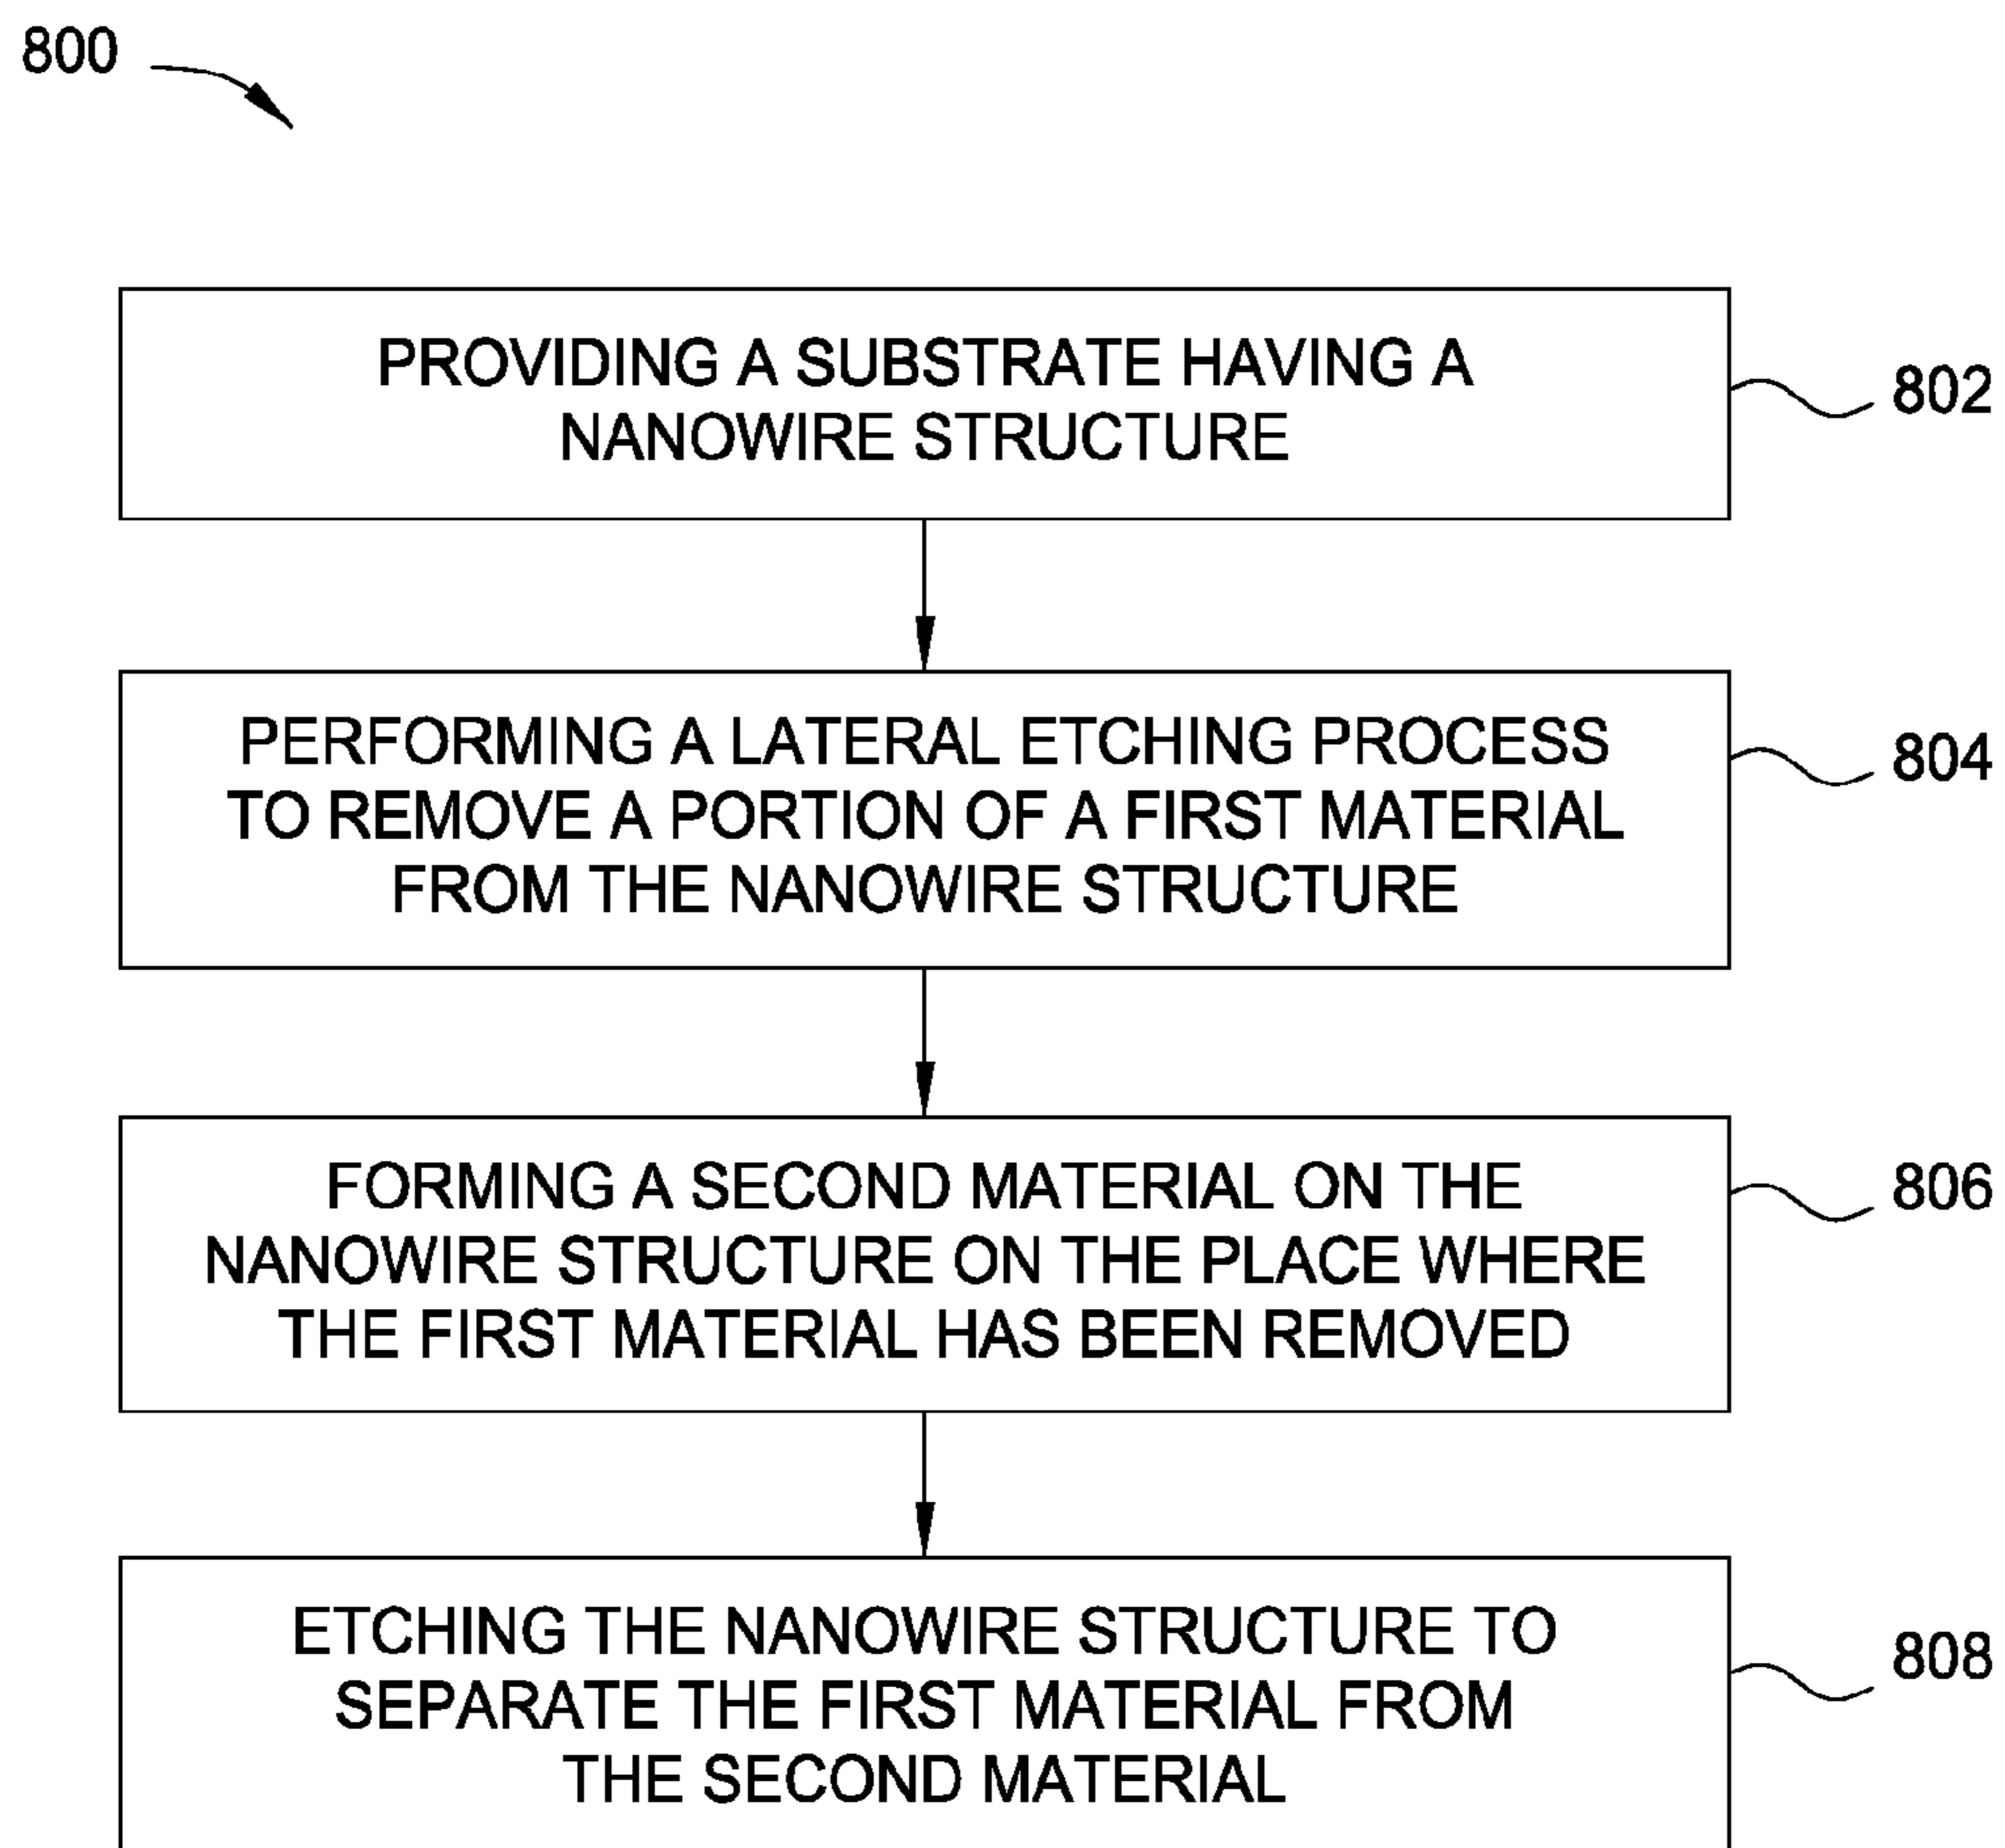 800
PROVIDING A SUBSTRATE HAVING A
NANOWIRE STRUCTURE
802
PERFORMING A LATERAL ETCHING PROCESS
TO REMOVE A PORTION OF A FIRST MATERIAL
FROM THE NANOWIRE STRUCTURE
804
FORMING A SECOND MATERIAL ON THE
NANOWIRE STRUCTURE ON THE PLACE WHERE
THE FIRST MATERIAL HAS BEEN REMOVED
806
ETCHING THE NANOWIRE STRUCTURE TO
SEPARATE THE FIRST MATERIAL FROM
THE SECOND MATERIAL
808